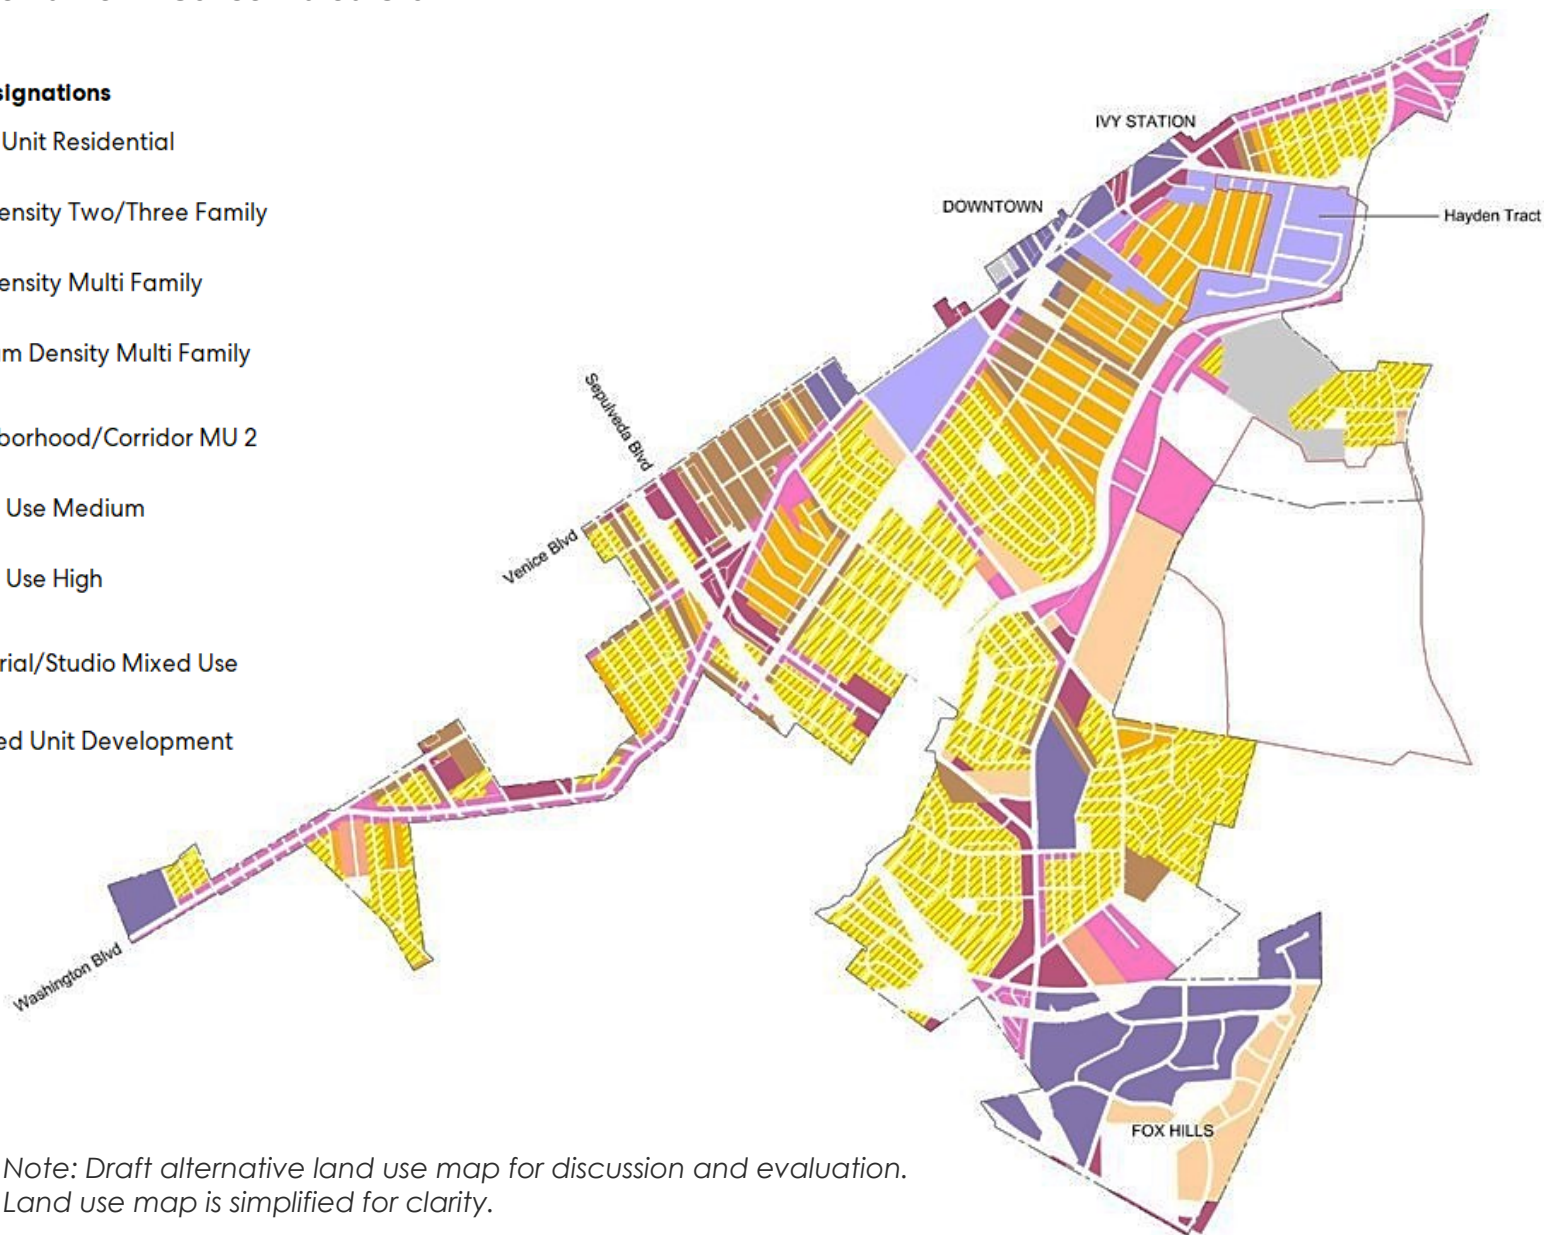 signations
Unit Residential
ensity Two/Three Family
ensity Multi Family
m Density Multi Family
borhood/Corridor MU 2
Use Medium
Use High
rial/Studio Mixed Use
ed Unit Development
IVY STATION
DOWNTOWN
Hayden Tract
Sepulveda Blvd
Venice Blvd
Washington Blvd
FOX HILLS
Note: Draft alternative land use map for discussion and evaluation.
Land use map is simplified for clarity.